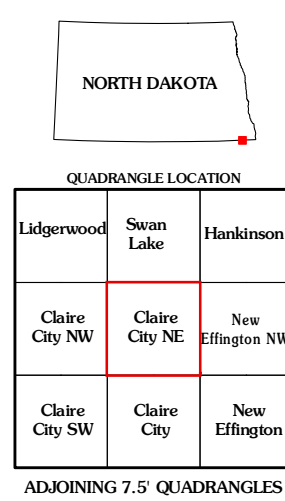 NORTH DAKOTA
QUADRANGLE LOCATION
Lidgerwood
Swan
Lake
Hankinson
Claire
City NW
Claire
City NE
New
Effington NW
Claire
City SW
Claire
City
New
Effington
ADJOINING 7.5' QUADRANGLES